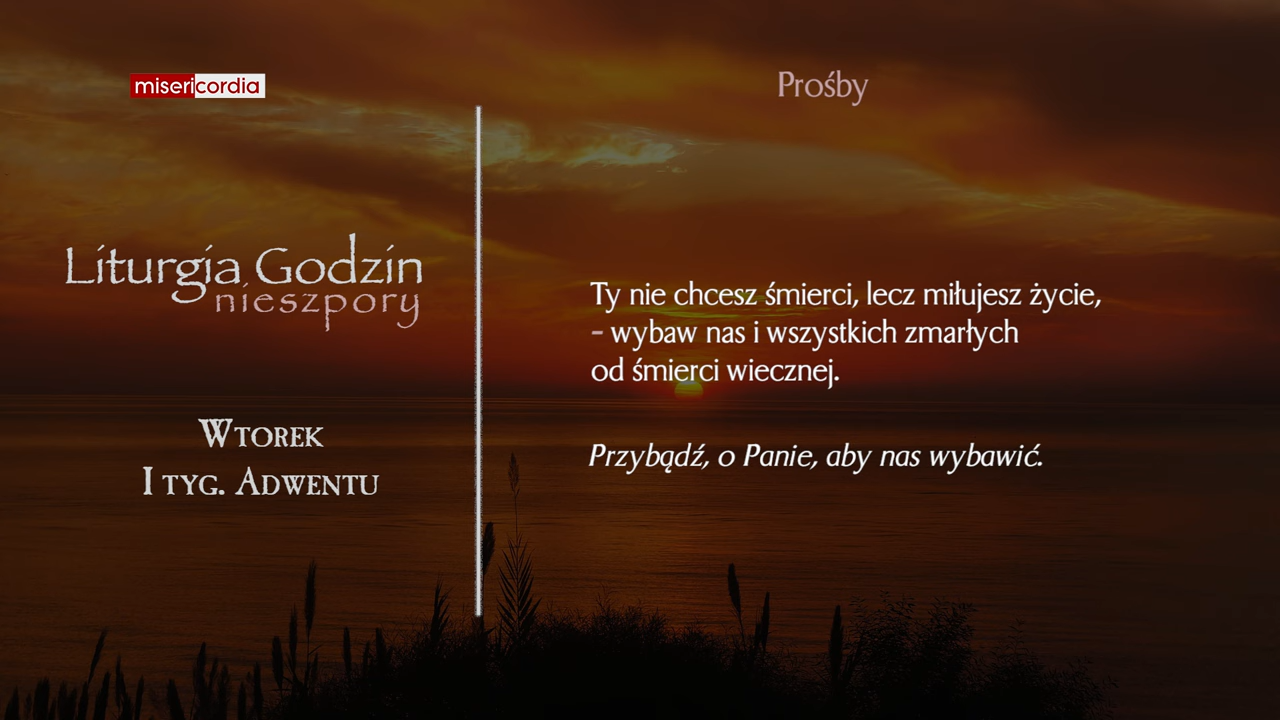 misericordia
Prośby
Liturgia Godzin
nieszpory
Wtorek
I tyg. Adwentu
Ty nie chcesz śmierci, lecz miłujesz życie,
- wybaw nas i wszystkich zmarłych
od śmierci wiecznej.
Przybądź, o Panie, aby nas wybawić.